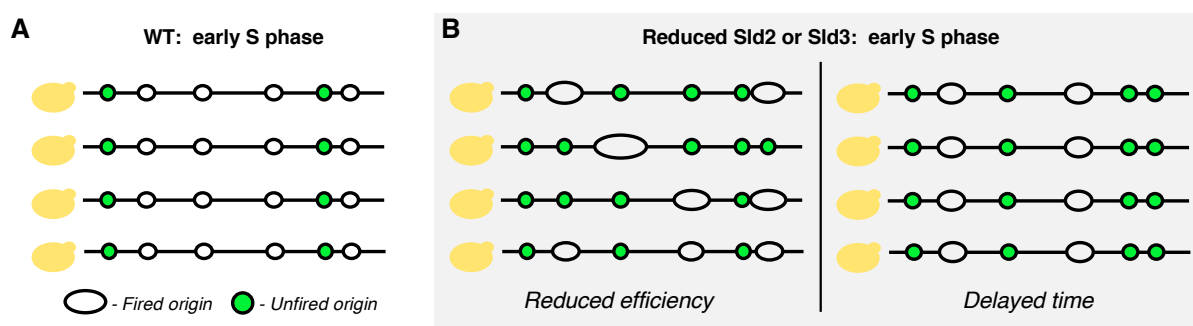 A
WT: early S phase
- Fired origin
- Unfired origin
B
Reduced Sld2 or Sld3: early S phase
Reduced efficiency
Delayed time